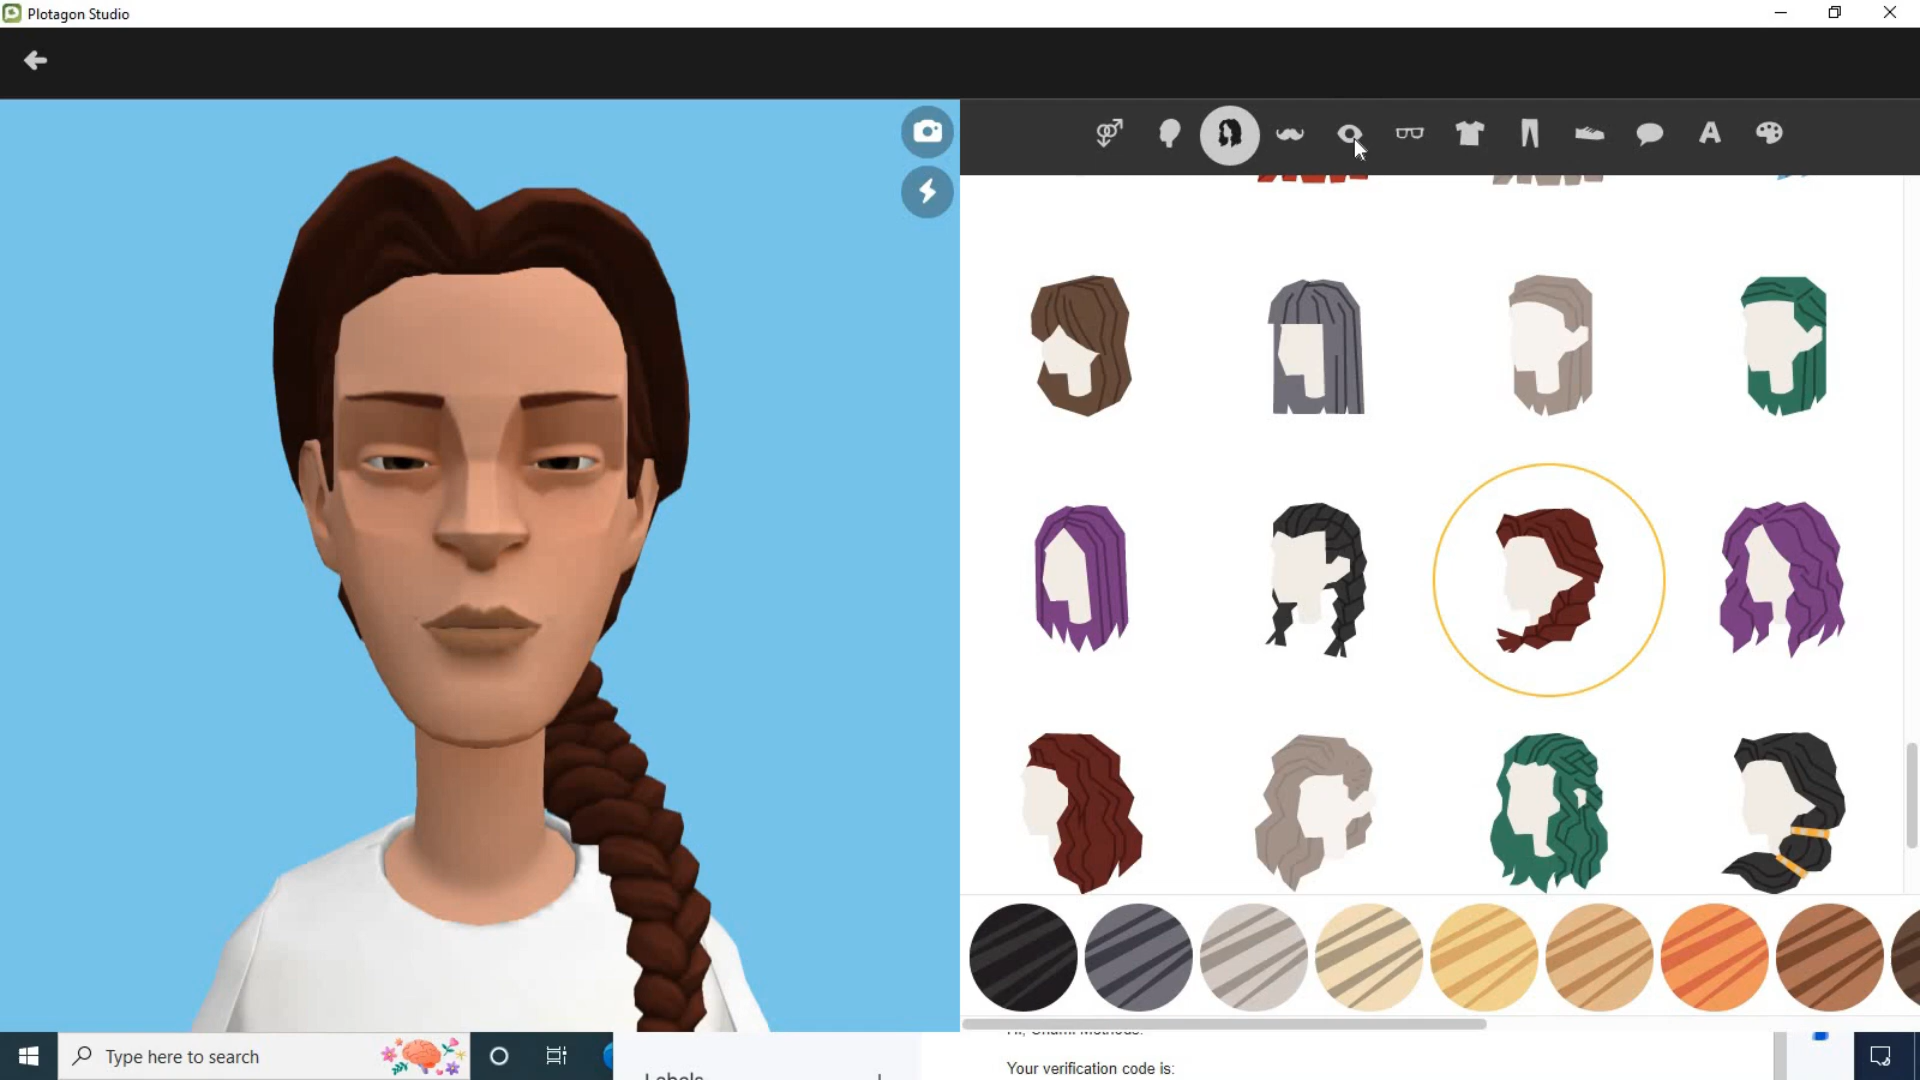 Plotagon Studio
A
Type here to search
Your verification code is: